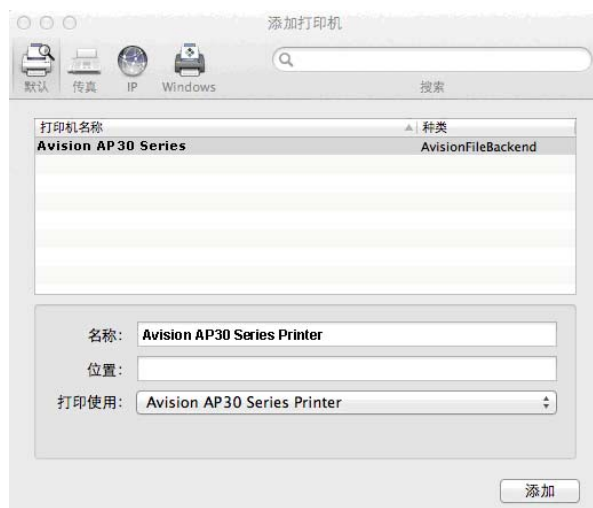 添加打印机
默认 传真 IP Windows 搜索
打印机名称 种类
Avision AP30 Series AvisionFileBackend
名称: Avision AP30 Series Printer
位置:
打印使用: Avision AP30 Series Printer
添加